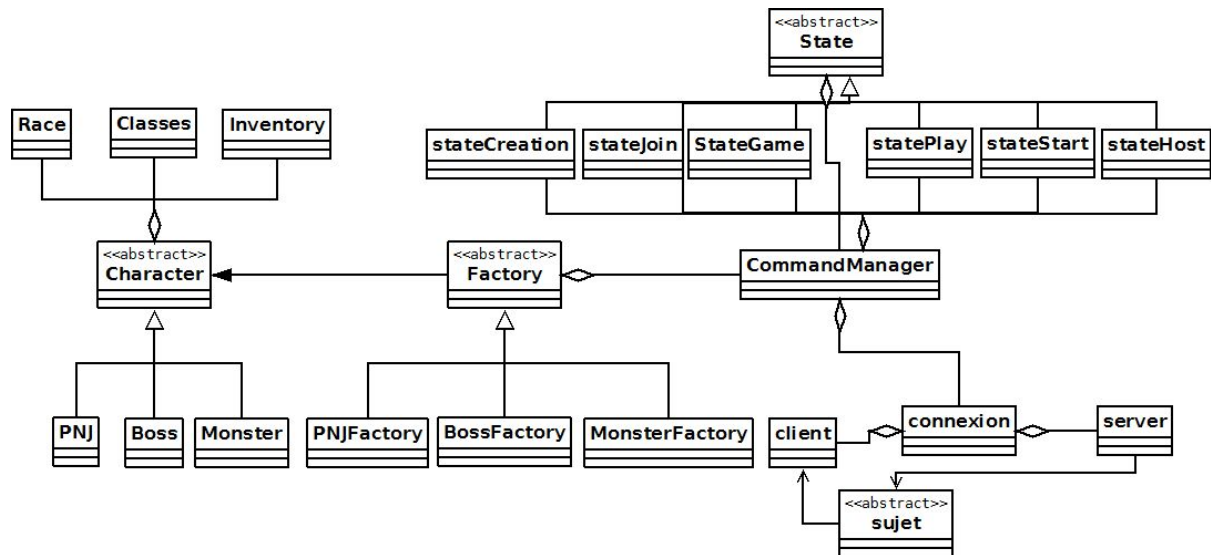 <<abstract>>
State
Race
Classes
Inventory
stateCreation
stateJoin
StateGame
statePlay
stateStart
stateHost
<<abstract>>
Character
<<abstract>>
Factory
CommandManager
PNJ
Boss
Monster
PNJFactory
BossFactory
MonsterFactory
client
connexion
server
<<abstract>>
sujet